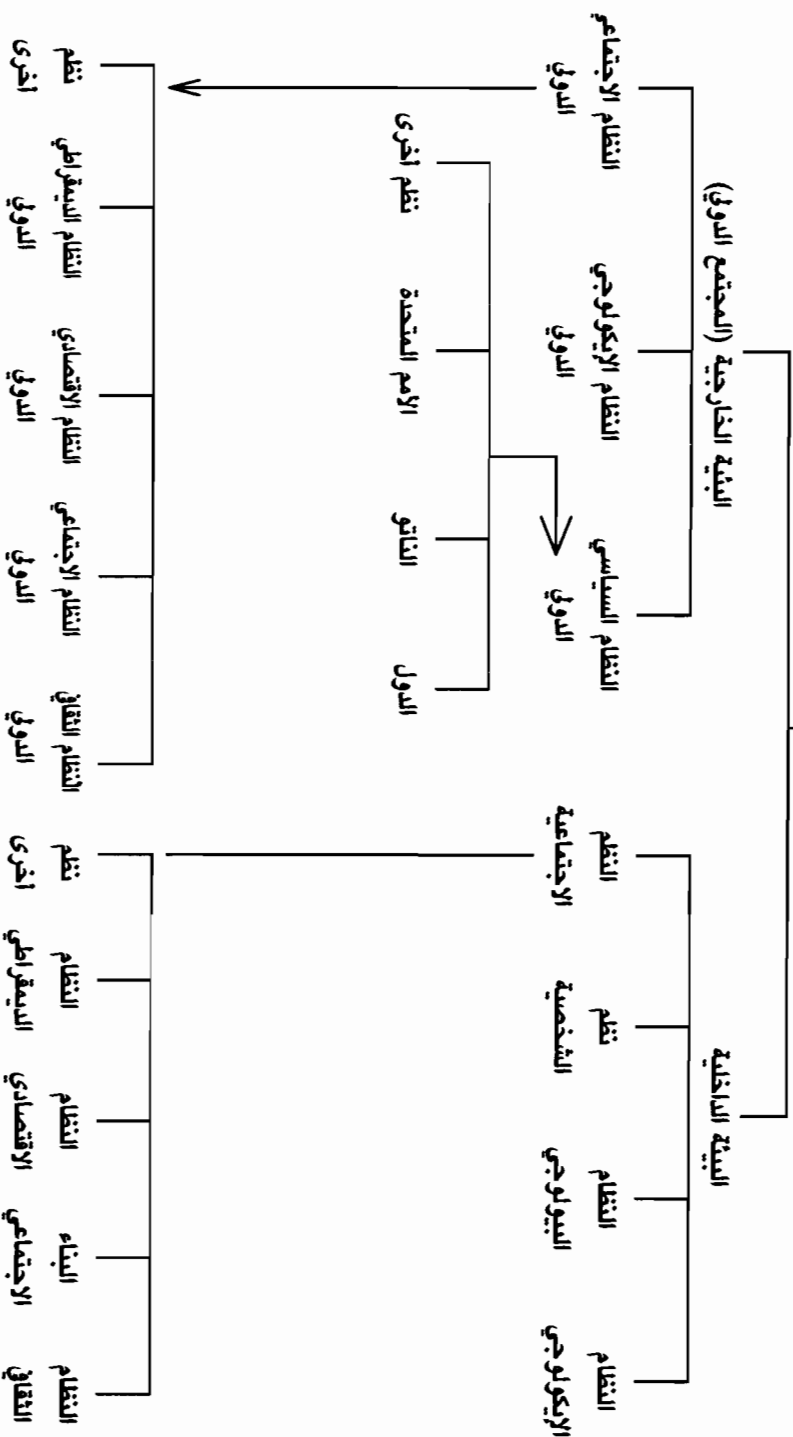 البيئة الداخلية
البئية الخارجية (المجتمع الدولي)
النظام
الإيكولوجي
النظام
البيولوجي
نظم
الشخصية
النظم
الاجتماعية
النظام السياسي
الدولي
النظام الإيكولوجي
الدولي
النظام الاجتماعي
الدولي
الدول
الناتو
الأمم المتحدة
نظم أخرى
النظام
الثقافي
البناء
الاجتماعي
النظام
الاقتصادي
النظام
الديمقراطي
نظم
أخرى
النظام الثقافي
الدولي
النظام الاجتماعي
الدولي
النظام الاقتصادي
الدولي
النظام الديمقراطي
الدولي
نظم
أخرى